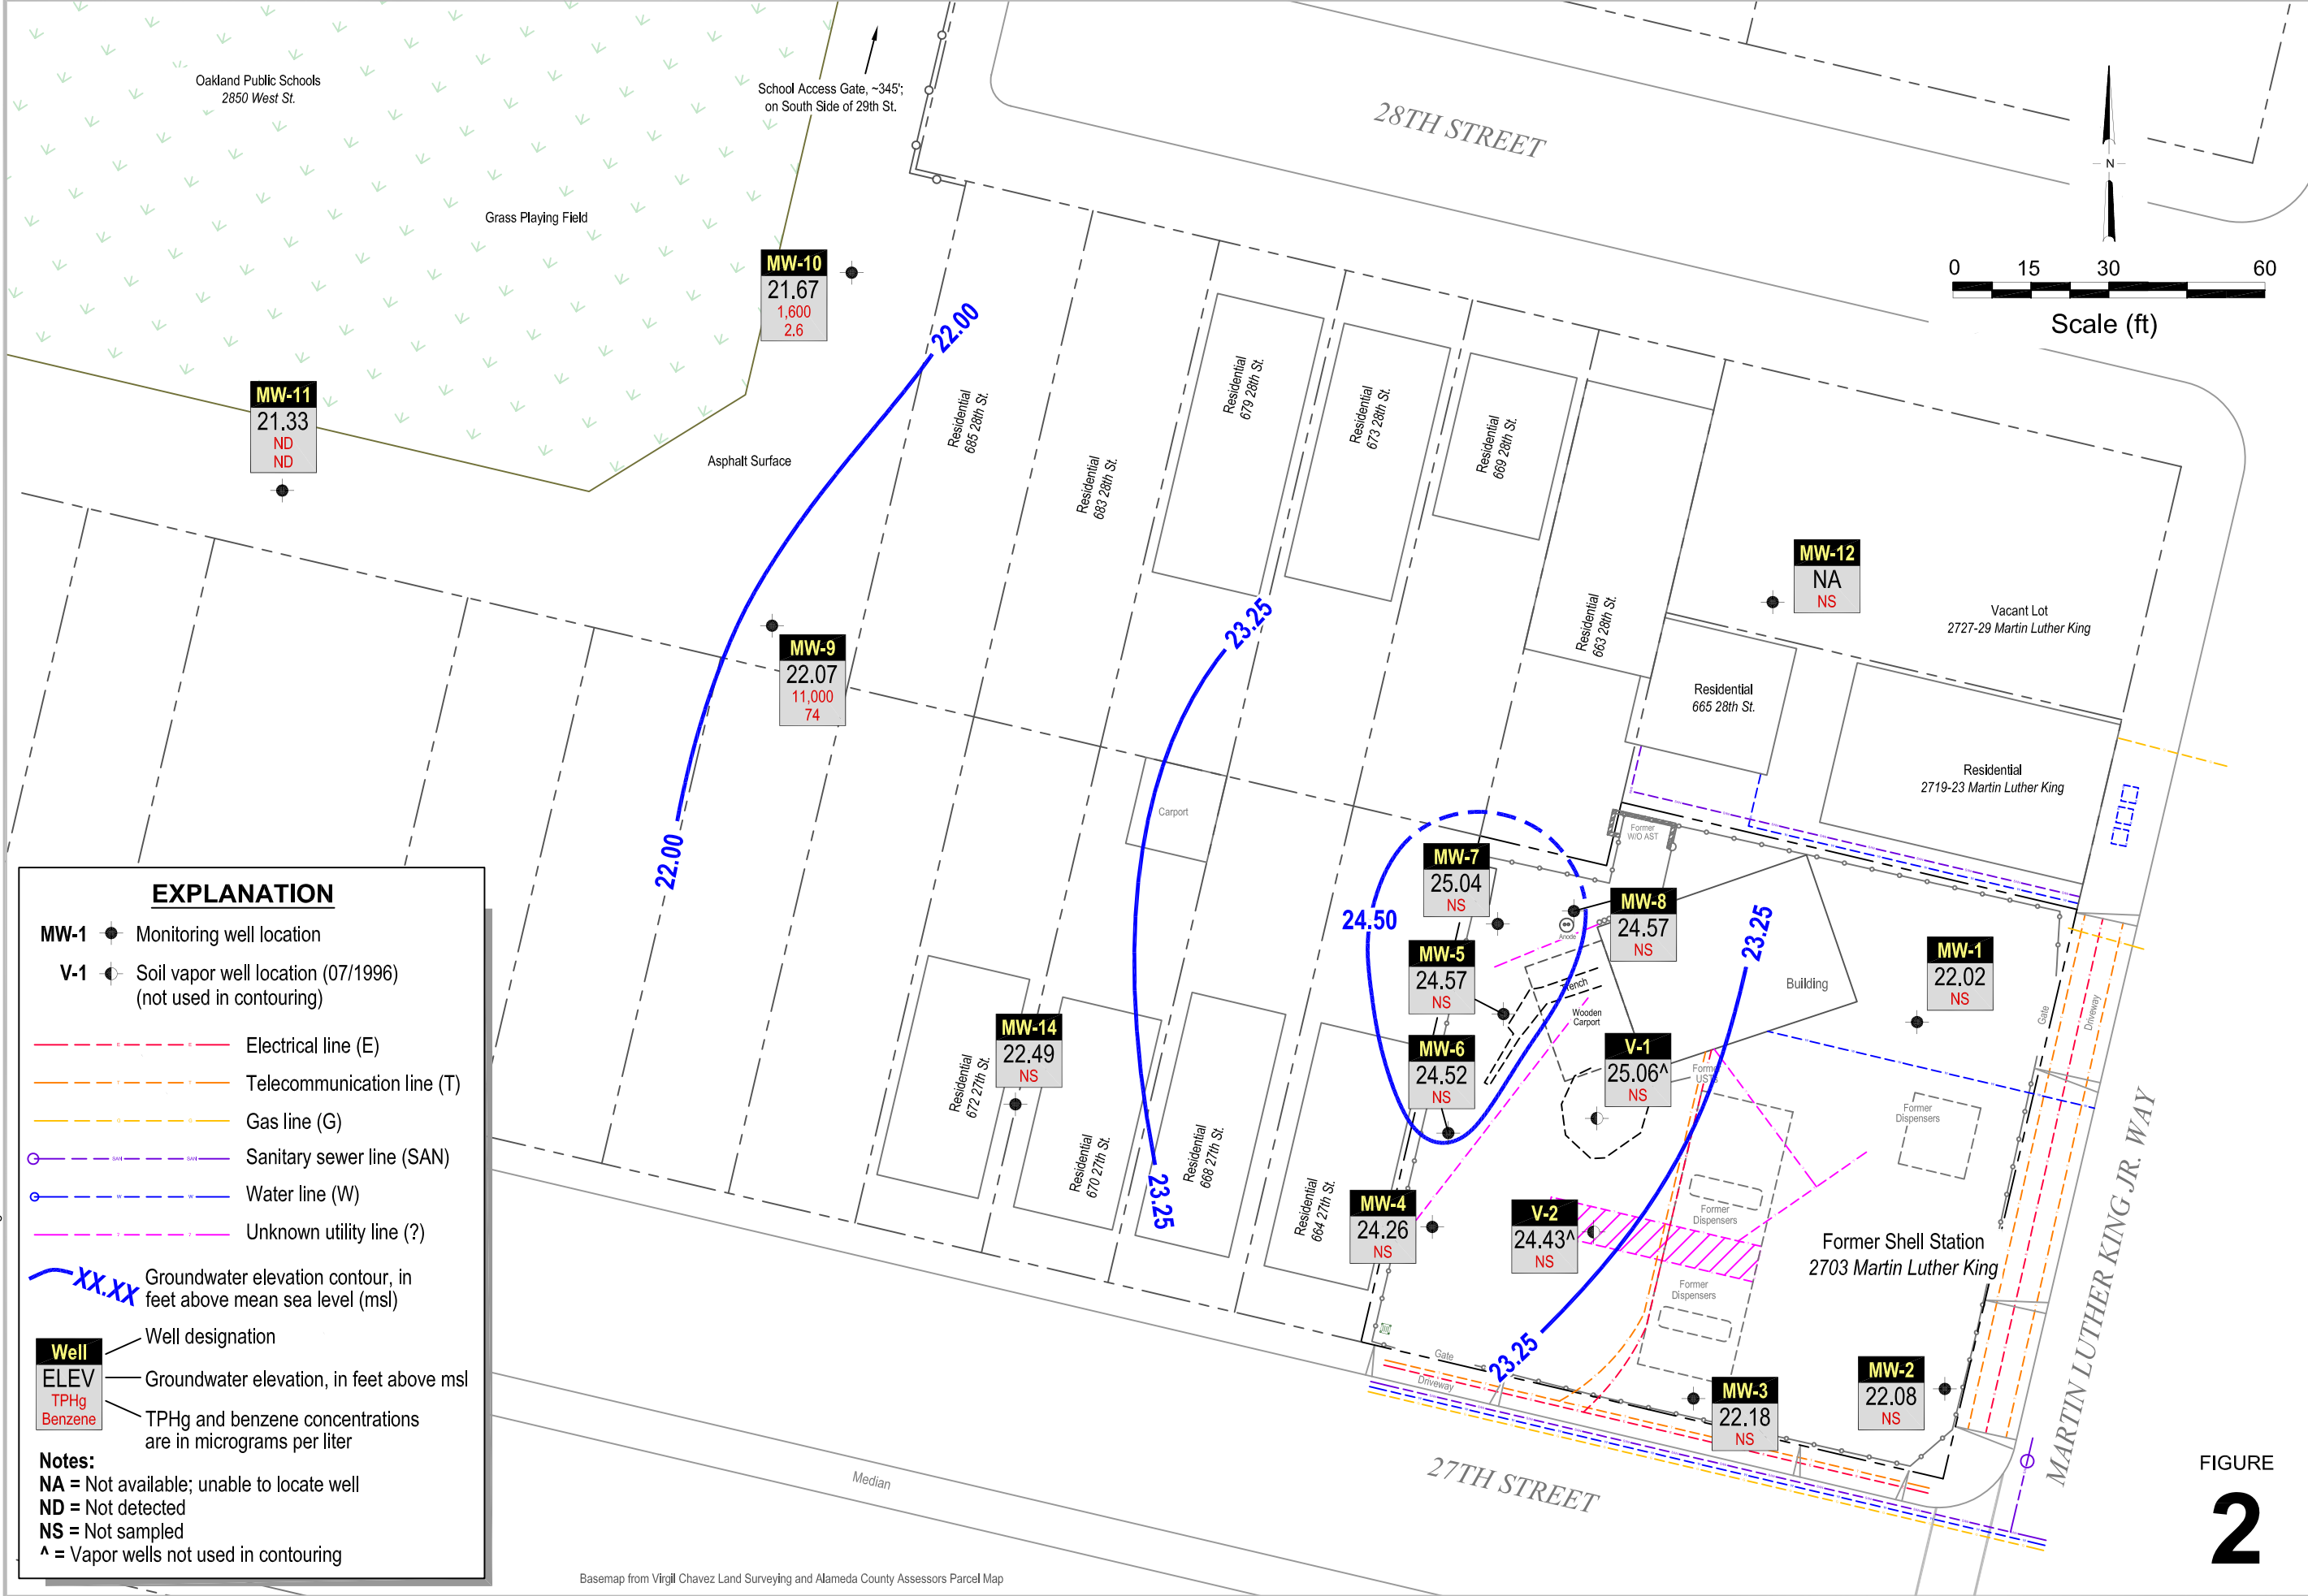 Oakland Public Schools
2850 West St.
School Access Gate, ~345';
on South Side of 29th St.
28TH STREET
N
0 15 30 60
Scale (ft)
Grass Playing Field
MW-10
21.67
1,600
2.6
22.00
MW-11
21.33
ND
ND
Asphalt Surface
Residential
685 28th St.
Residential
683 28th St.
Residential
679 28th St.
Residential
673 28th St.
Residential
669 28th St.
Residential
663 28th St.
MW-12
NA
NS
Vacant Lot
2727-29 Martin Luther King
MW-9
22.07
11,000
74
23.25
Residential
665 28th St.
Residential
2719-23 Martin Luther King
Carport
22.00
Former
W/O AST
MW-7
25.04
NS
24.50
MW-8
24.57
NS
Anode
23.25
MW-5
24.57
NS
Trench
Wooden
Carport
Building
MW-1
22.02
NS
Gate
Driveway
MW-14
22.49
NS
MW-6
24.52
NS
V-1
25.06^
NS
Former
USTs
Former
Dispensers
Residential
672 27th St.
Residential
670 27th St.
Residential
668 27th St.
Residential
664 27th St.
23.25
MW-4
24.26
NS
V-2
24.43^
NS
Former
Dispensers
Former Shell Station
2703 Martin Luther King
Former
Dispensers
23.25
Gate
Driveway
MW-3
22.18
NS
MW-2
22.08
NS
MARTIN LUTHER KING JR. WAY
27TH STREET
Median
EXPLANATION
MW-1 Monitoring well location
V-1 Soil vapor well location (07/1996)
(not used in contouring)
Electrical line (E)
Telecommunication line (T)
Gas line (G)
Sanitary sewer line (SAN)
Water line (W)
Unknown utility line (?)
XX.XX Groundwater elevation contour, in
feet above mean sea level (msl)
Well
ELEV
TPHg
Benzene
Well designation
Groundwater elevation, in feet above msl
TPHg and benzene concentrations
are in micrograms per liter
Notes:
NA = Not available; unable to locate well
ND = Not detected
NS = Not sampled
^ = Vapor wells not used in contouring
Basemap from Virgil Chavez Land Surveying and Alameda County Assessors Parcel Map
FIGURE
2